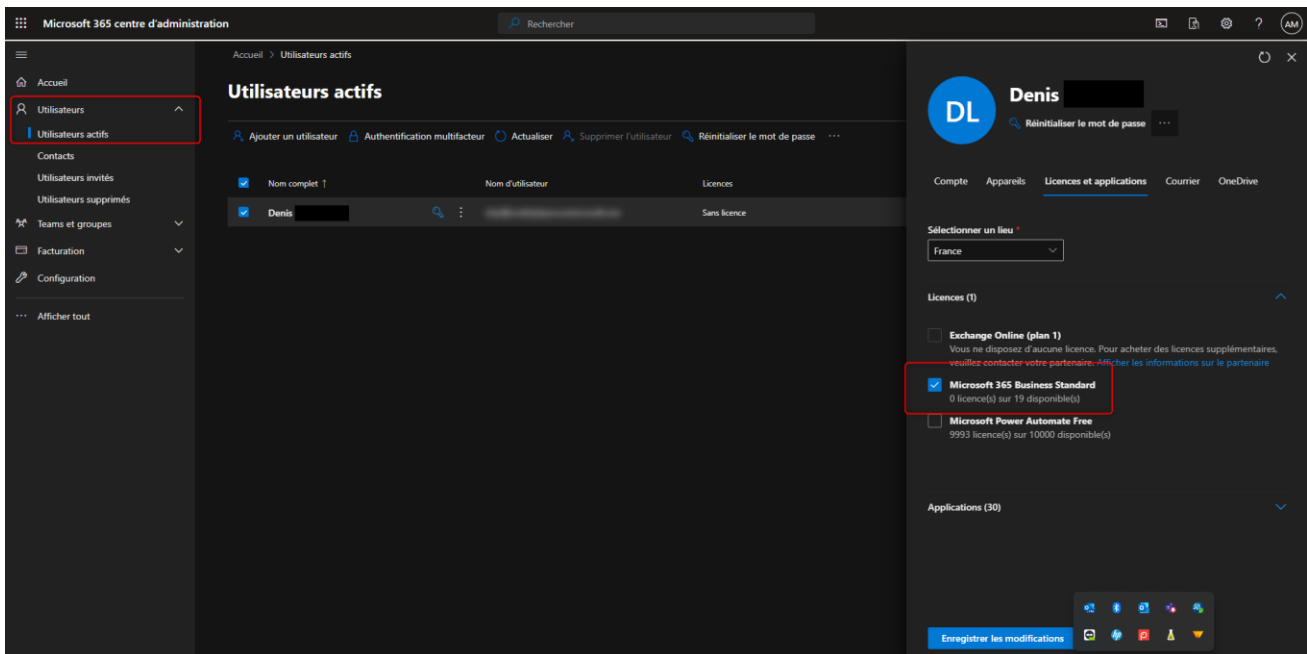 Microsoft 365 centre d'administration
Rechercher
?
AM
Accueil
Utilisateurs
Utilisateurs actifs
Contacts
Utilisateurs invités
Utilisateurs supprimés
Teams et groupes
Facturation
Configuration
Afficher tout
Accueil > Utilisateurs actifs
Utilisateurs actifs
Ajouter un utilisateur Authentification multifacteur Actualiser Supprimer l'utilisateur Réinitialiser le mot de passe ...
Nom complet ↑ Nom d'utilisateur Licences
Denis Sans licence
DL
Denis
Réinitialiser le mot de passe ...
Compte Appareils Licences et applications Courrier OneDrive
Sélectionner un lieu *
France
Licences (1)
Exchange Online (plan 1)
Vous ne disposez d'aucune licence. Pour acheter des licences supplémentaires,
veuillez contacter votre partenaire. Afficher les informations sur le partenaire
Microsoft 365 Business Standard
0 licence(s) sur 19 disponible(s)
Microsoft Power Automate Free
9993 licence(s) sur 10000 disponible(s)
Applications (30)
Enregistrer les modifications